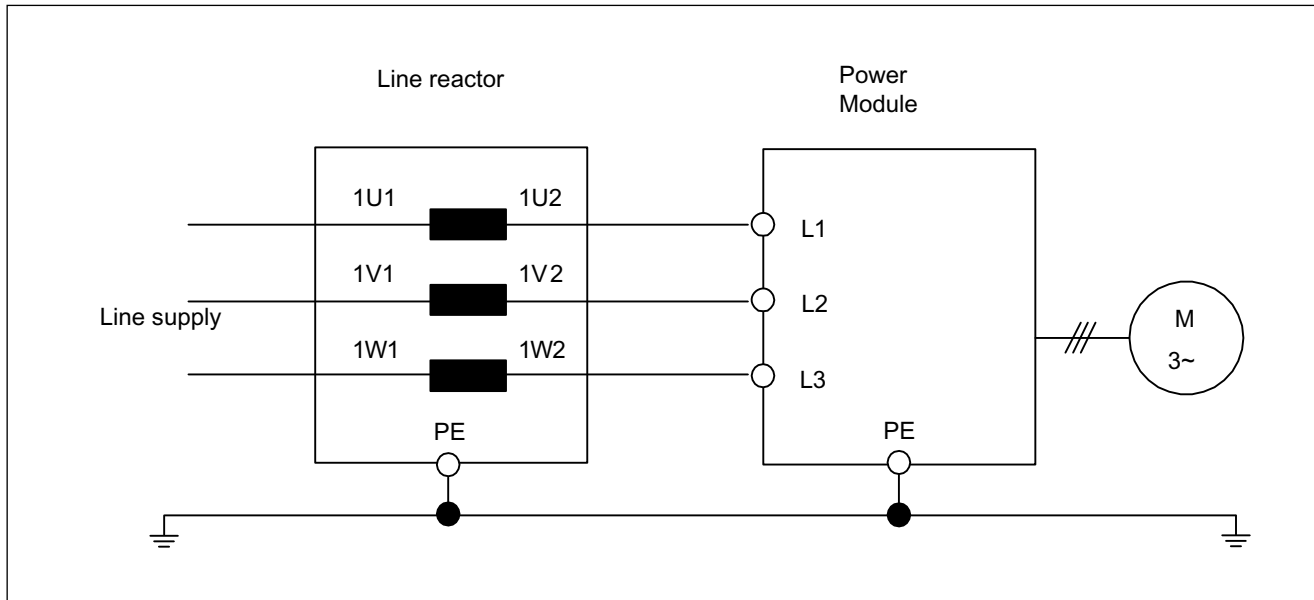 Line reactor
Power
Module
1U1 1U2
L1
1V1 1V2
Line supply
L2
1W1 1W2
L3
M
3~
PE
PE